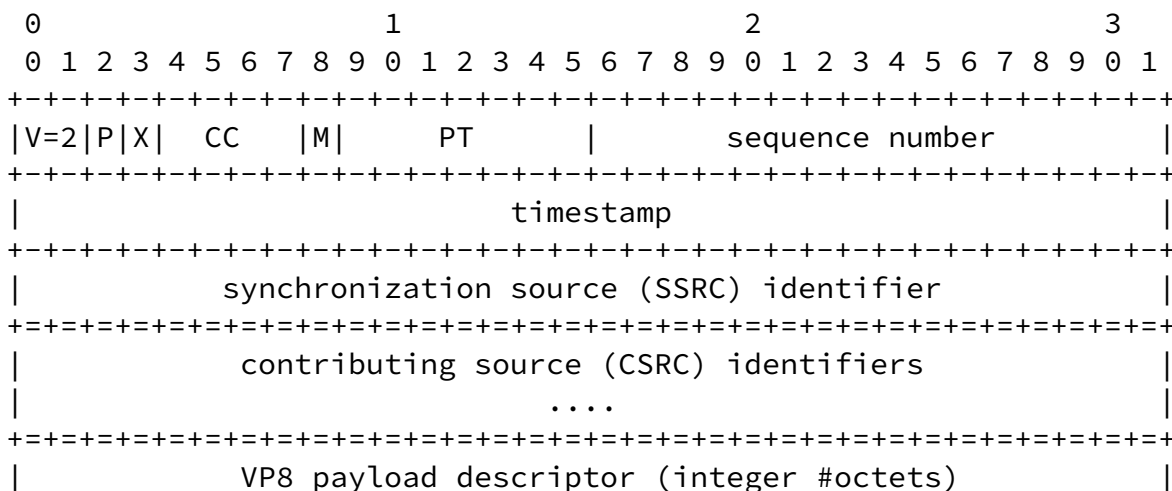 0                   1                   2                   3
 0 1 2 3 4 5 6 7 8 9 0 1 2 3 4 5 6 7 8 9 0 1 2 3 4 5 6 7 8 9 0 1
+-+-+-+-+-+-+-+-+-+-+-+-+-+-+-+-+-+-+-+-+-+-+-+-+-+-+-+-+-+-+-+-+
|V=2|P|X|  CC   |M|     PT      |       sequence number         |
+-+-+-+-+-+-+-+-+-+-+-+-+-+-+-+-+-+-+-+-+-+-+-+-+-+-+-+-+-+-+-+-+
|                           timestamp                           |
+-+-+-+-+-+-+-+-+-+-+-+-+-+-+-+-+-+-+-+-+-+-+-+-+-+-+-+-+-+-+-+-+
|           synchronization source (SSRC) identifier            |
+=+=+=+=+=+=+=+=+=+=+=+=+=+=+=+=+=+=+=+=+=+=+=+=+=+=+=+=+=+=+=+=+
|            contributing source (CSRC) identifiers             |
|                             ....                              |
+=+=+=+=+=+=+=+=+=+=+=+=+=+=+=+=+=+=+=+=+=+=+=+=+=+=+=+=+=+=+=+=+
|            VP8 payload descriptor (integer #octets)           |